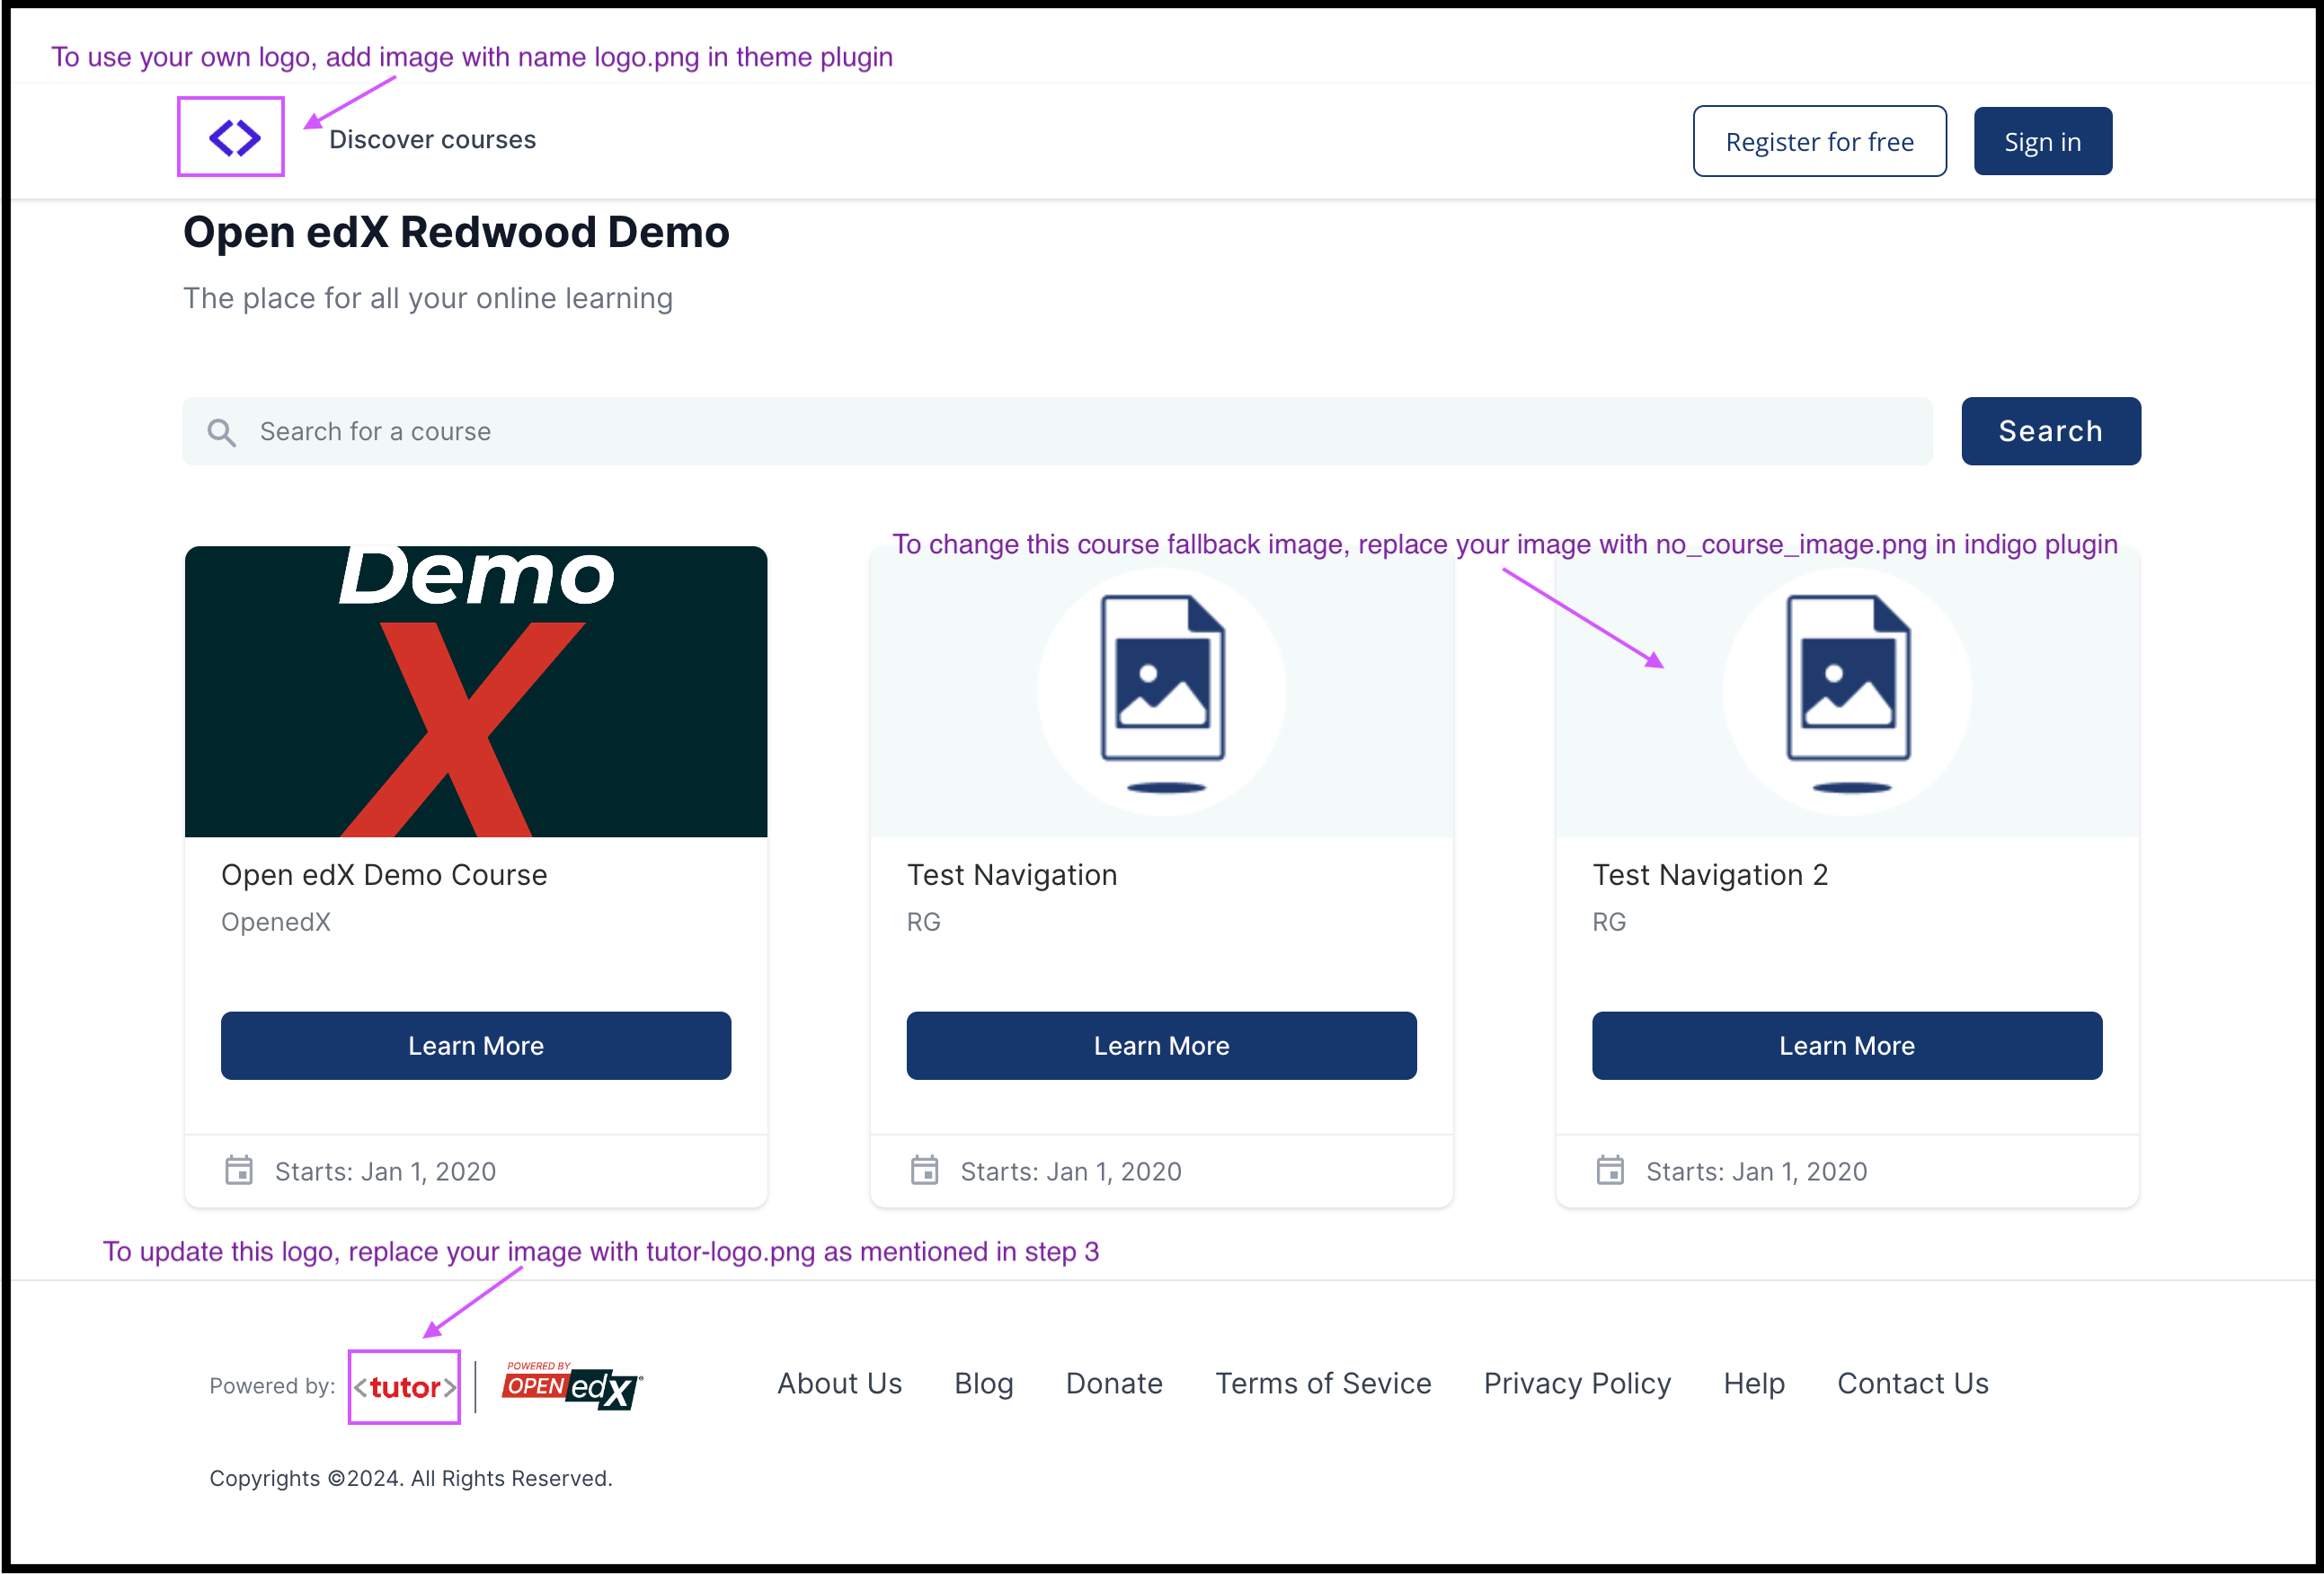 To use your own logo, add image with name logo.png in theme plugin
Discover courses
Register for free
Sign in
Open edX Redwood Demo
The place for all your online learning
Search for a course
Search
To change this course fallback image, replace your image with no_course_image.png in indigo plugin
Demo
X
Open edX Demo Course
OpenedX
Learn More
Starts: Jan 1, 2020
Test Navigation
RG
Learn More
Starts: Jan 1, 2020
Test Navigation 2
RG
Learn More
Starts: Jan 1, 2020
To update this logo, replace your image with tutor-logo.png as mentioned in step 3
Powered by:
<tutor>
POWERED BY
OPEN edX
About Us
Blog
Donate
Terms of Sevice
Privacy Policy
Help
Contact Us
Copyrights ©2024. All Rights Reserved.